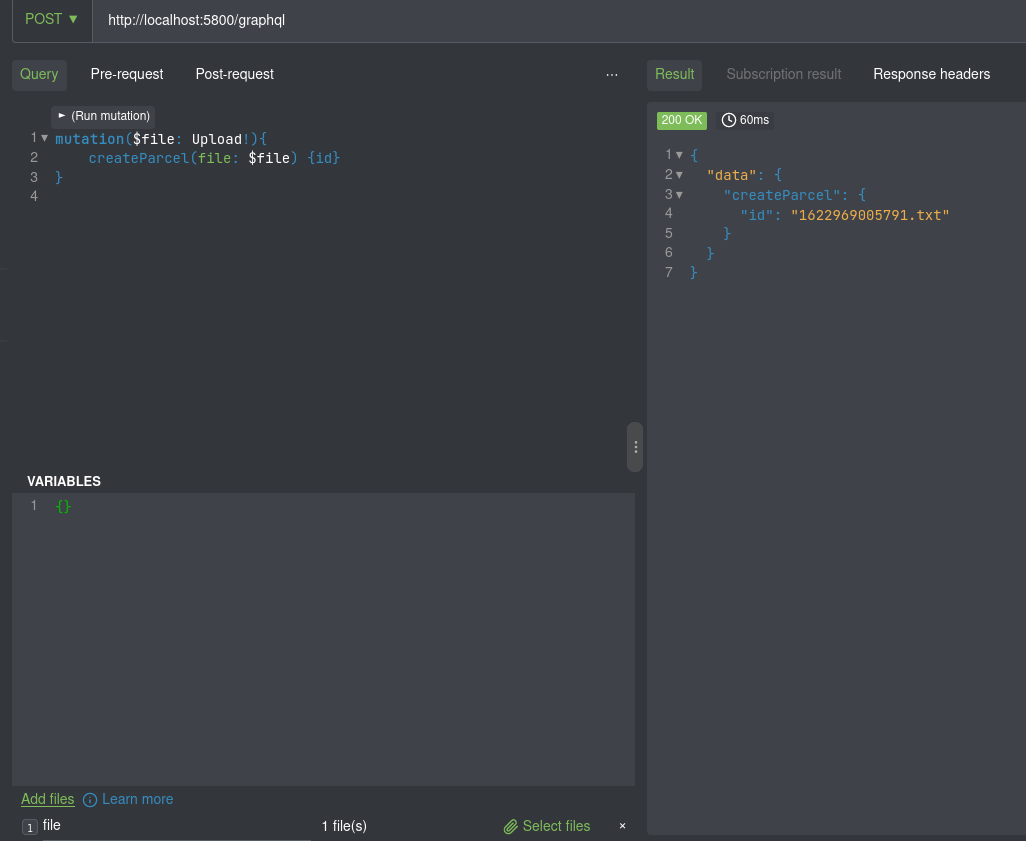 POST ▼ http://localhost:5800/graphql
Query Pre-request Post-request ...
► (Run mutation)
1 ▼ mutation($file: Upload!){
2 createParcel(file: $file) {id}
3 }
4
VARIABLES
1 {}
Add files Learn more
1 file 1 file(s) Select files ×
Result Subscription result Response headers
200 OK 60ms
1 ▼ {
2 ▼ "data": {
3 ▼ "createParcel": {
4 "id": "1622969005791.txt"
5 }
6 }
7 }